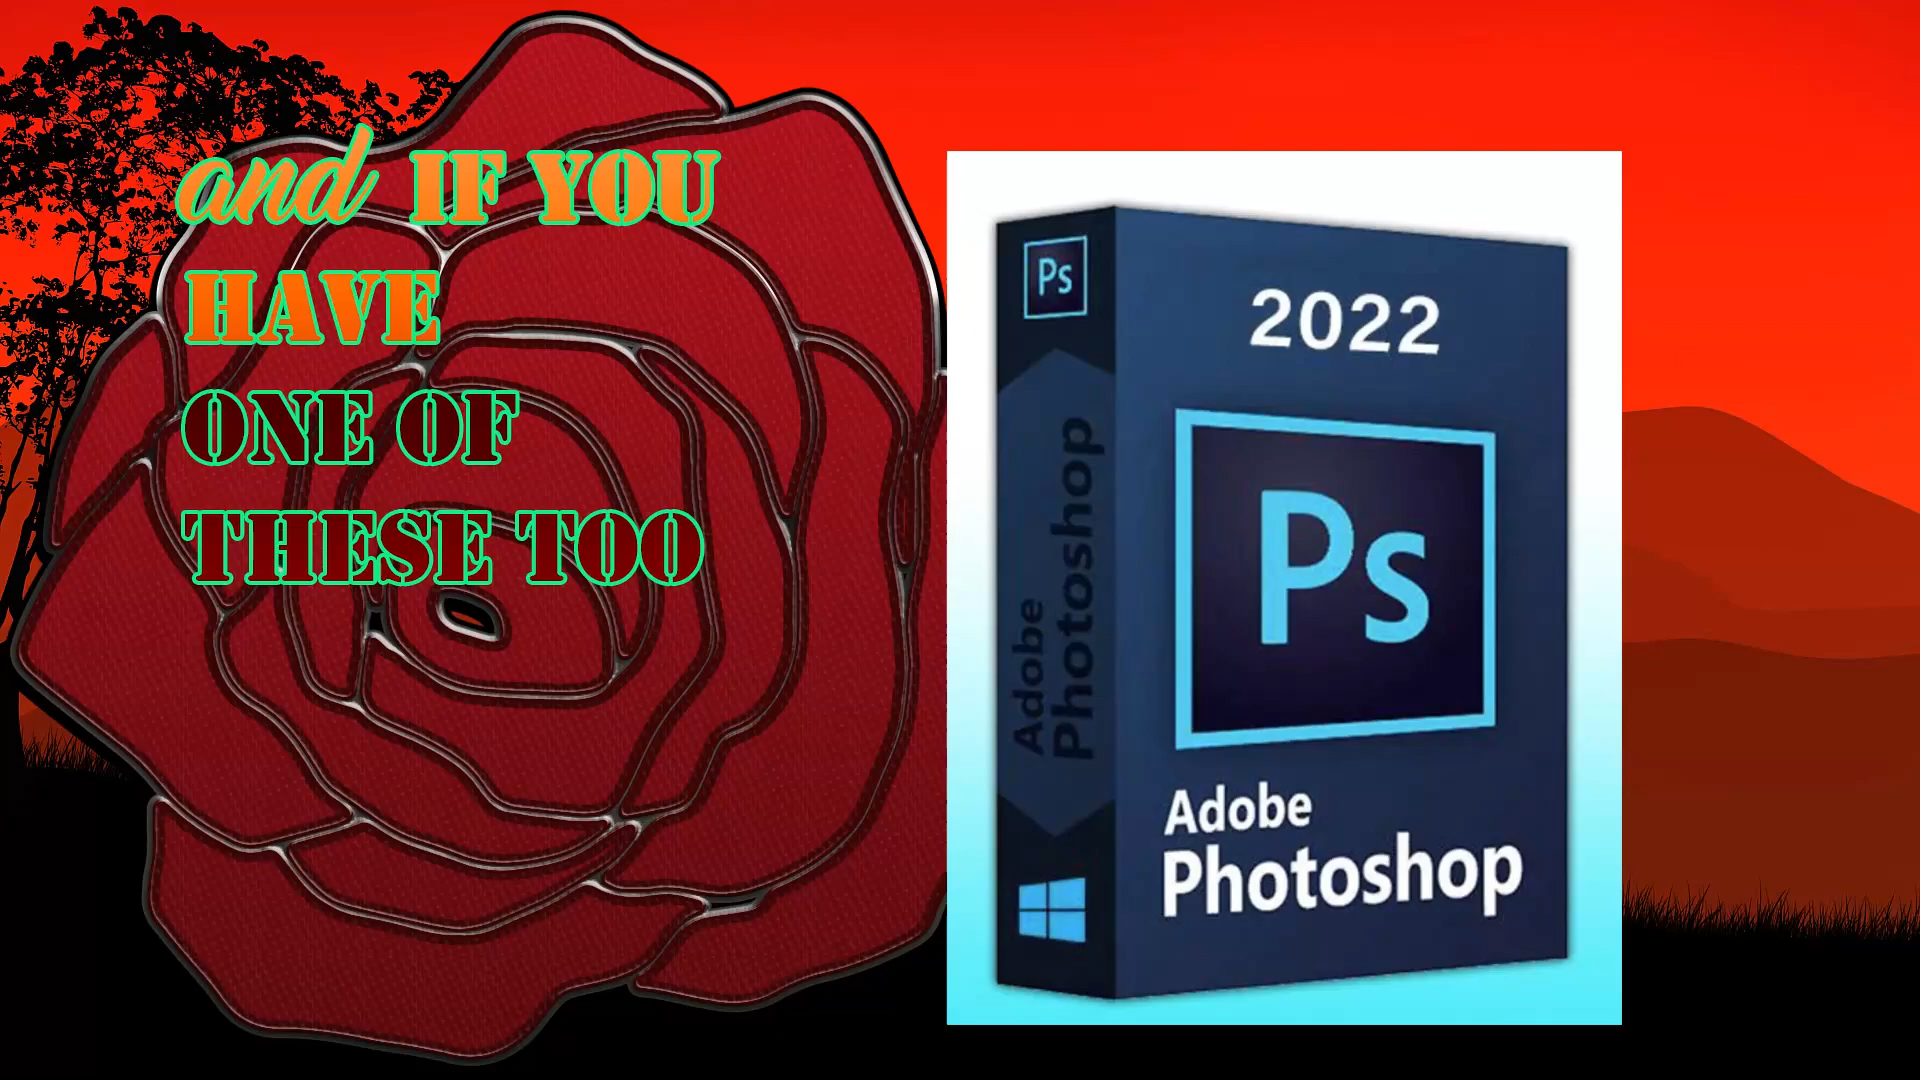 and IF YOU
HAVE
ONE OF
THESE TOO
Ps
Adobe
Photoshop
2022
Ps
Adobe
Photoshop